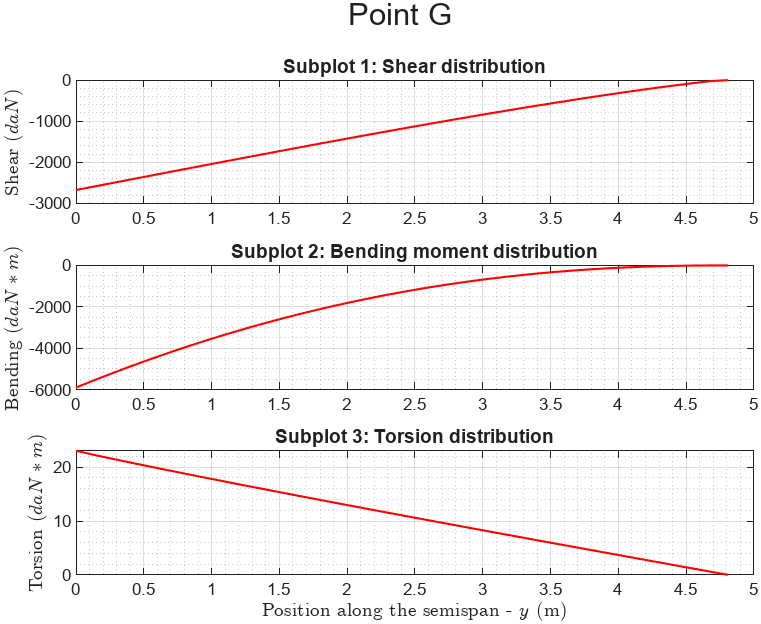 Point G
Subplot 1: Shear distribution
Shear (daN)
0
-1000
-2000
-3000
0 0.5 1 1.5 2 2.5 3 3.5 4 4.5 5
Subplot 2: Bending moment distribution
Bending (daN * m)
0
-2000
-4000
-6000
0 0.5 1 1.5 2 2.5 3 3.5 4 4.5 5
Subplot 3: Torsion distribution
Torsion (daN * m)
20
10
0
0 0.5 1 1.5 2 2.5 3 3.5 4 4.5 5
Position along the semispan - y (m)